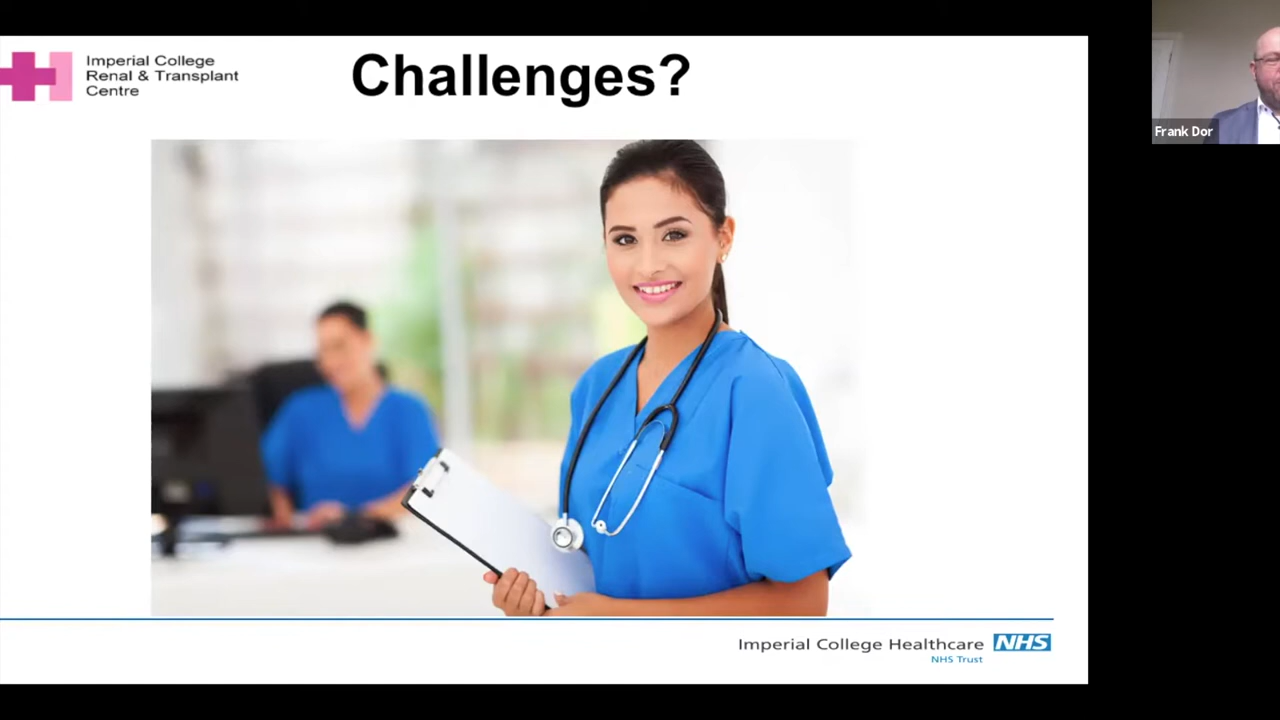 Imperial College
Renal & Transplant
Centre
Challenges?
Frank Dor
Imperial College Healthcare NHS
NHS Trust